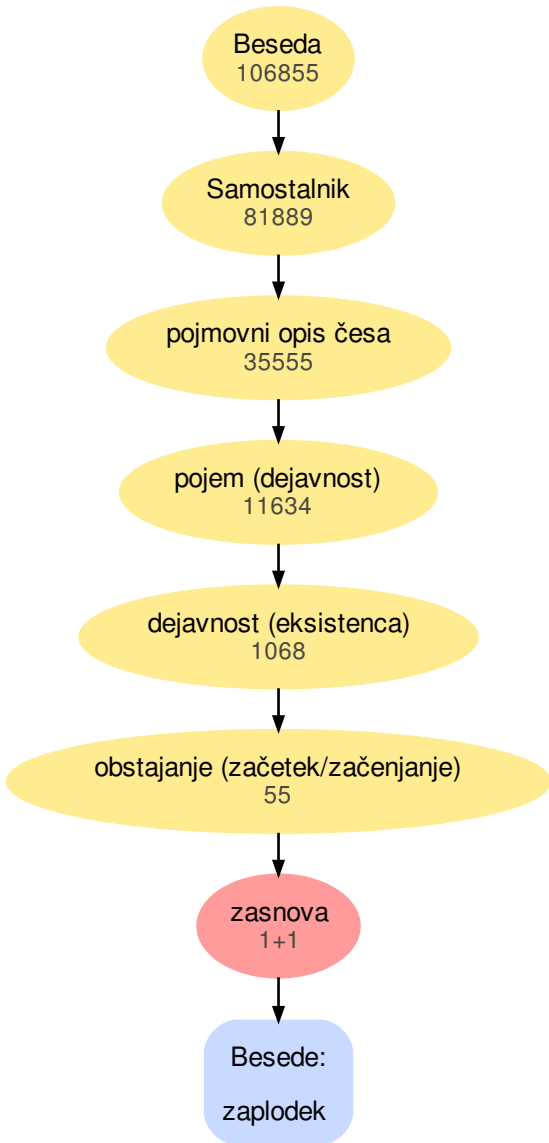 Beseda
106855
Samostalnik
81889
pojmovni opis česa
35555
pojem (dejavnost)
11634
dejavnost (eksistenca)
1068
obstajanje (začetek/začenjanje)
55
zasnova
1+1
Besede:
zaplodek